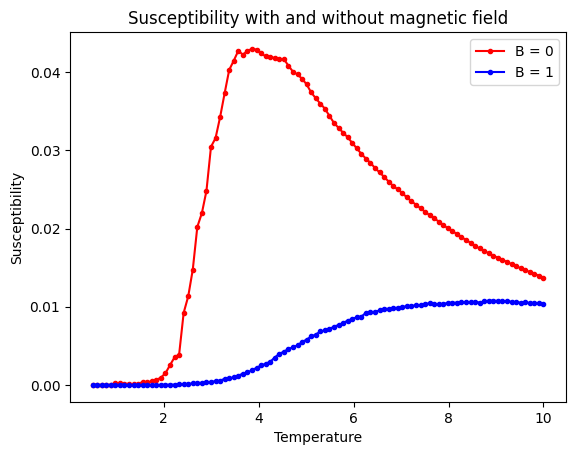 Susceptibility with and without magnetic field
B = 0
B = 1
Susceptibility
0.04
0.03
0.02
0.01
0.00
2 4 6 8 10
Temperature